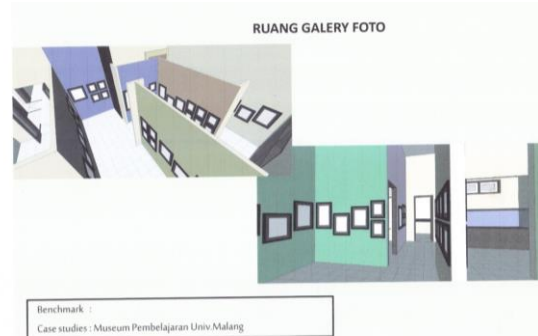 RUANG GALERY FOTO
Benchmark :
Case studies : Museum Pembelajaran Univ.Malang